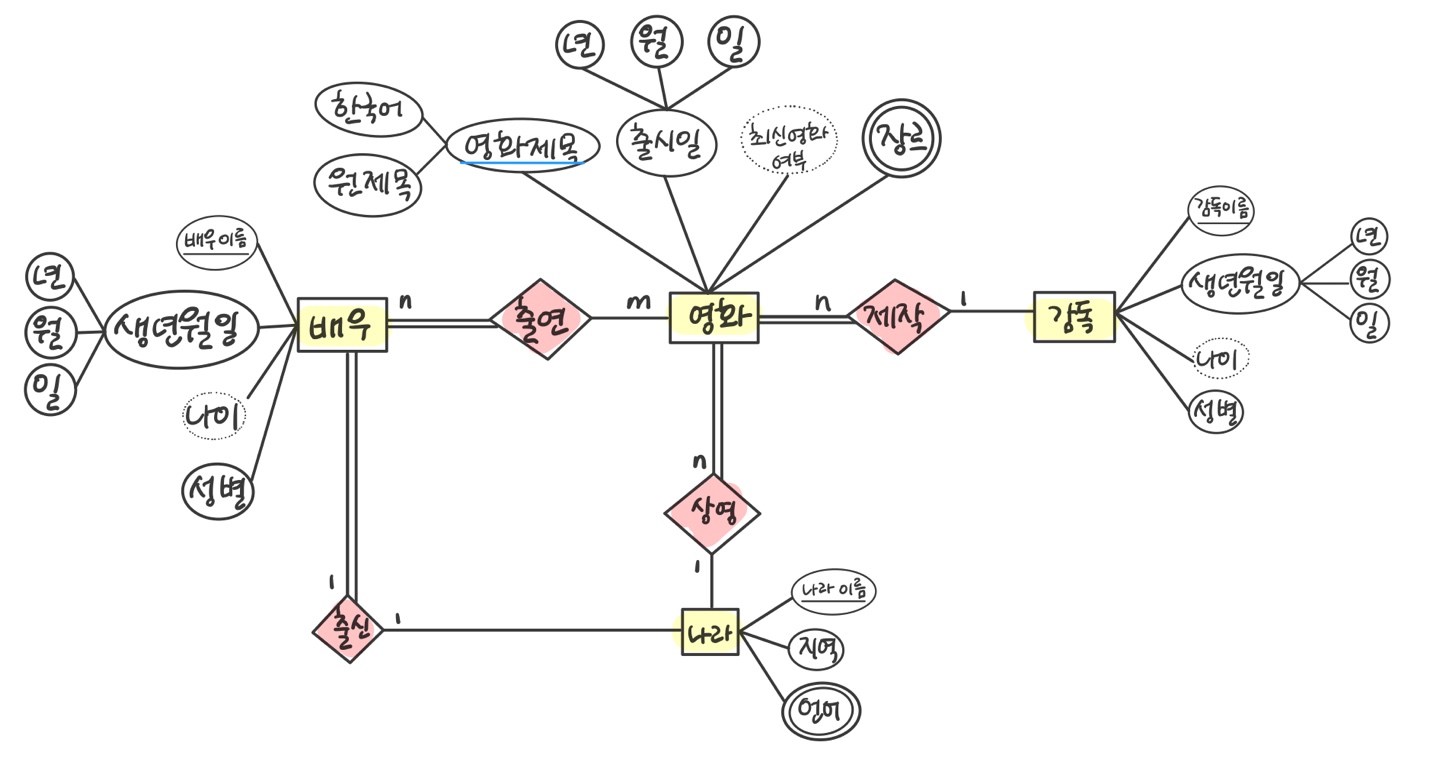 년
월
일
한국어
영화제목
원제목
출시일
최신영화
여부
장르
배우이름
년
월
일
생년월일
나이
성별
배우
n
출연
m
영화
n
제작
1
감독
감독이름
생년월일
년
월
일
나이
성별
n
상영
1
1
출신
1
나라
나라 이름
지역
언어